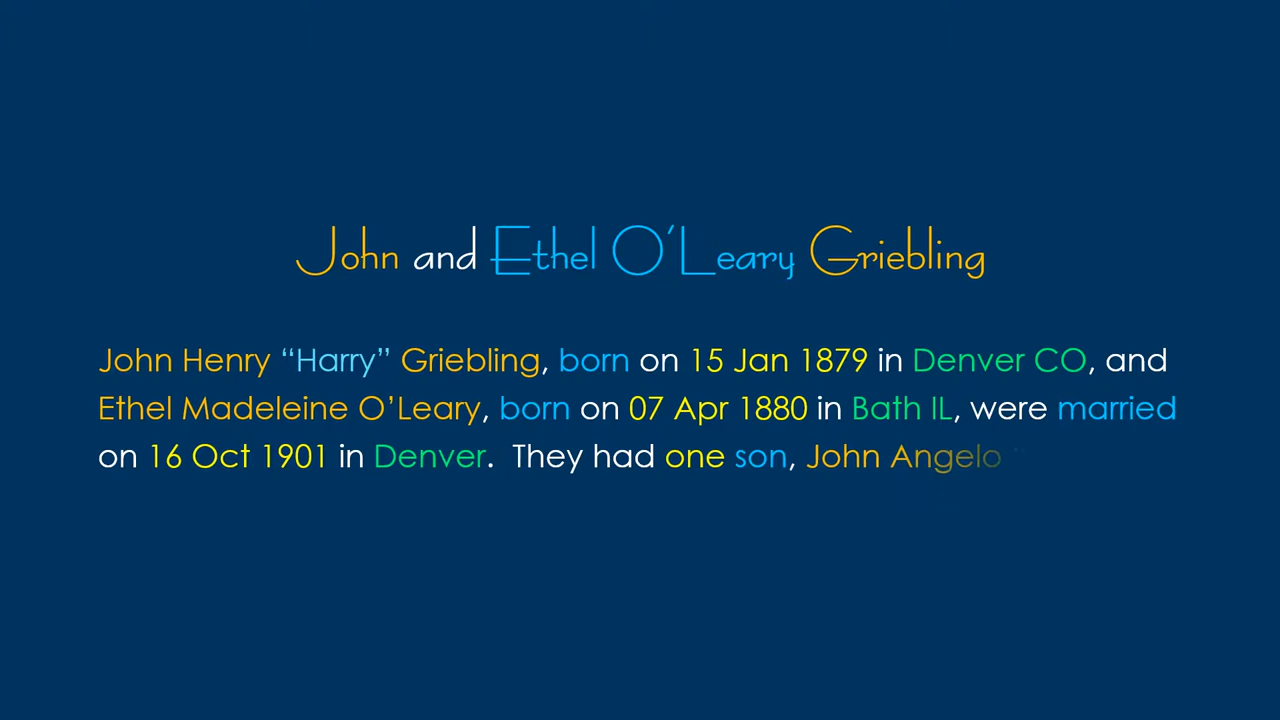 John and Ethel O’Leary Griebling
John Henry “Harry” Griebling, born on 15 Jan 1879 in Denver CO, and
Ethel Madeleine O’Leary, born on 07 Apr 1880 in Bath IL, were married
on 16 Oct 1901 in Denver.  They had one son, John Angelo “